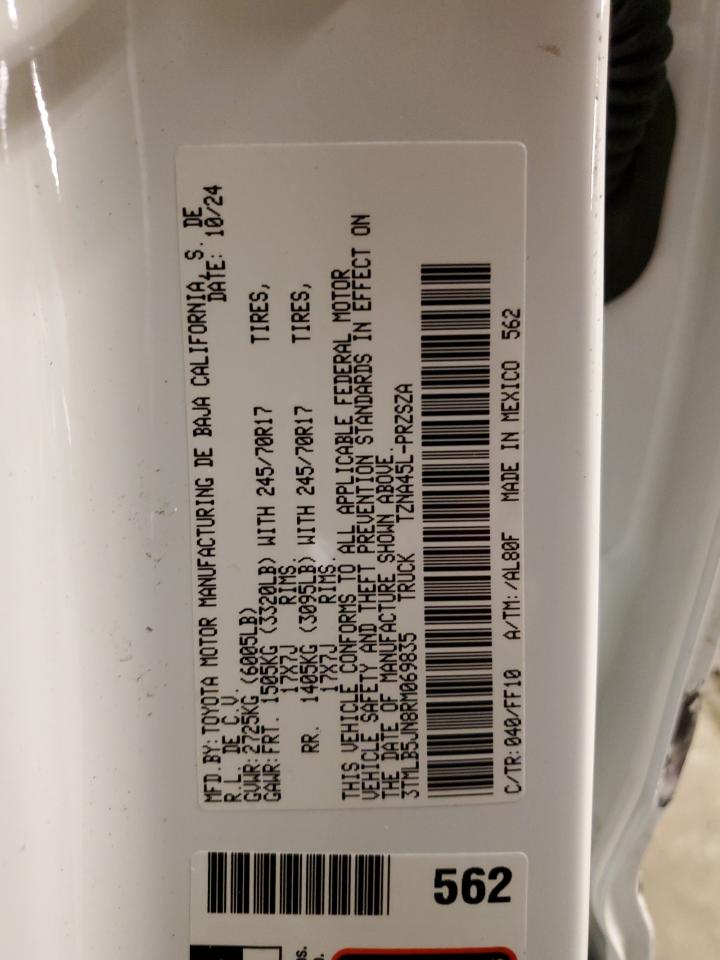 MFD.BY: TOYOTA MOTOR MANUFACTURING DE BAJA CALIFORNIA, S. DE
R.L. DE C.V. DATE: 10/24
GVWR: 2725KG (6005LB)
GAWR: FRT. 1505KG (3320LB) WITH 245/70R17 TIRES,
17X7J RIMS.
RR. 1405KG (3095LB) WITH 245/70R17 TIRES,
17X7J RIMS.
THIS VEHICLE CONFORMS TO ALL APPLICABLE FEDERAL MOTOR
VEHICLE SAFETY AND THEFT PREVENTION STANDARDS IN EFFECT ON
THE DATE OF MANUFACTURE SHOWN ABOVE.
3TMLB5JN8RM069835 TRUCK TZNA45L-PRZSZA
C/TR: 040/FF10 A/TM: /AL80F MADE IN MEXICO 562
562